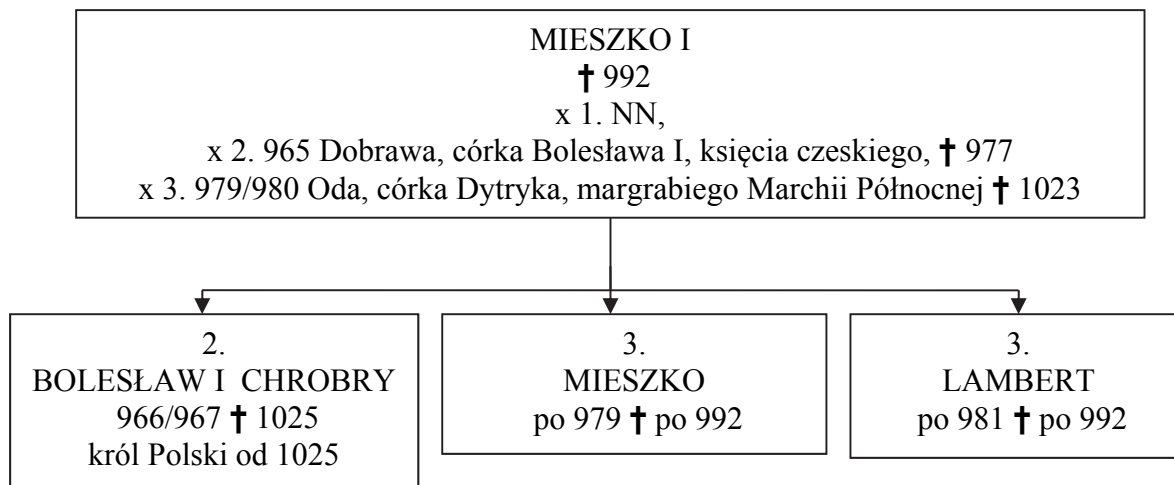 MIESZKO I
✝ 992
x 1. NN,
x 2. 965 Dobrawa, córka Bolesława I, księcia czeskiego, ✝ 977
x 3. 979/980 Oda, córka Dytryka, margrabiego Marchii Północnej ✝ 1023
2.
BOLESŁAW I CHROBRY
966/967 ✝ 1025
król Polski od 1025
3.
MIESZKO
po 979 ✝ po 992
3.
LAMBERT
po 981 ✝ po 992